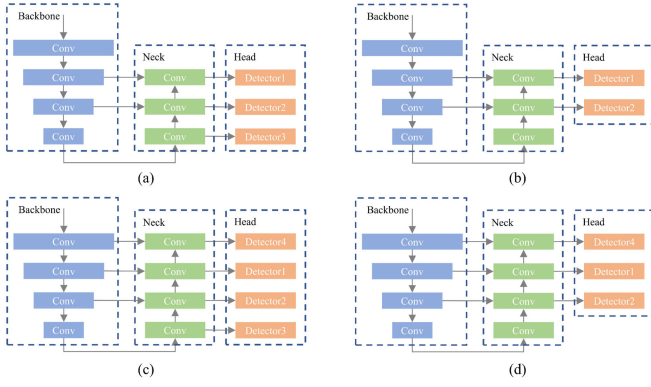 Backbone
Conv
Neck
Head
Conv
Conv
Detector1
Conv
Conv
Detector2
Conv
Conv
Detector3
(a)
Backbone
Conv
Neck
Head
Conv
Conv
Detector1
Conv
Conv
Detector2
Conv
Conv
(b)
Backbone
Neck
Head
Conv
Conv
Detector4
Conv
Conv
Detector1
Conv
Conv
Detector2
Conv
Conv
Detector3
(c)
Backbone
Neck
Head
Conv
Conv
Detector4
Conv
Conv
Detector1
Conv
Conv
Detector2
Conv
Conv
(d)